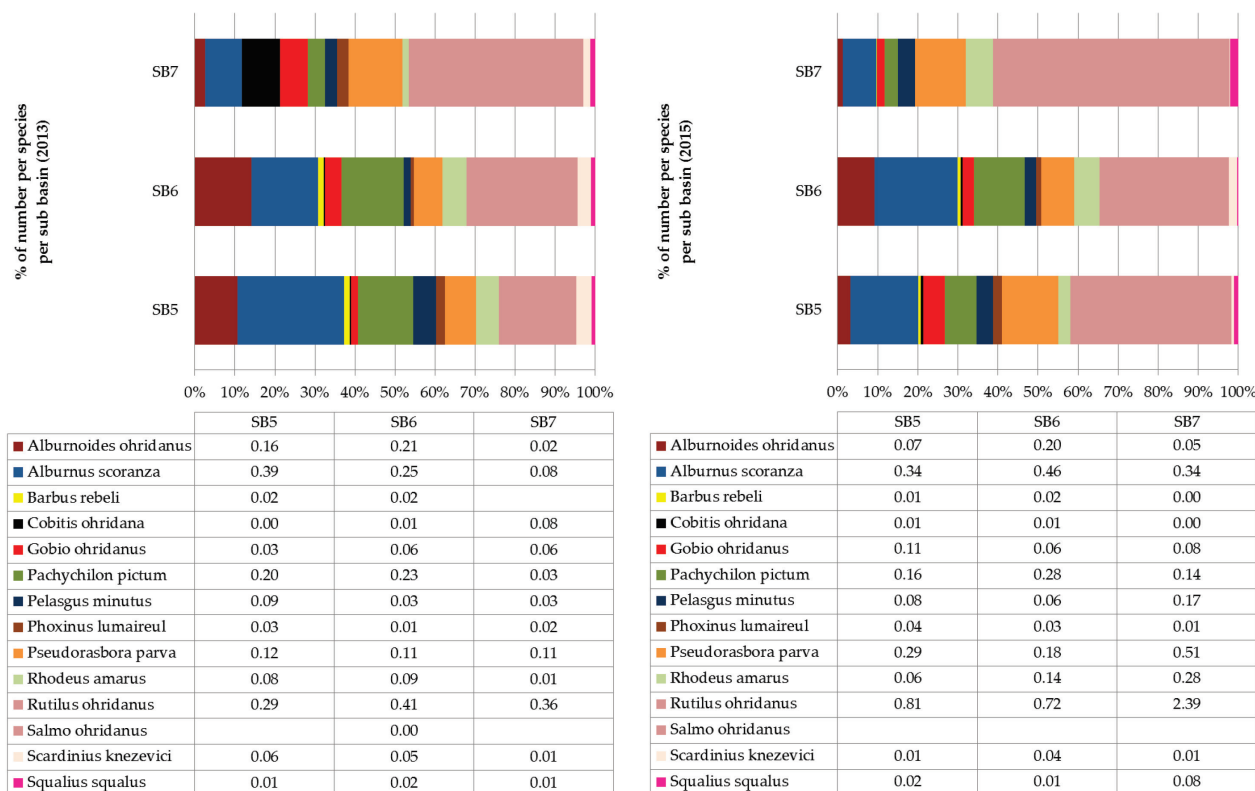 % of number per species
per sub basin (2013)
SB7
SB6
SB5
0% 10% 20% 30% 40% 50% 60% 70% 80% 90% 100%
SB5 SB6 SB7
Alburnoides ohridanus 0.16 0.21 0.02
Alburnus scoranza 0.39 0.25 0.08
Barbus rebeli 0.02 0.02
Cobitis ohridana 0.00 0.01 0.08
Gobio ohridanus 0.03 0.06 0.06
Pachychilon pictum 0.20 0.23 0.03
Pelasgus minutus 0.09 0.03 0.03
Phoxinus lumaireul 0.03 0.01 0.02
Pseudorasbora parva 0.12 0.11 0.11
Rhodeus amarus 0.08 0.09 0.01
Rutilus ohridanus 0.29 0.41 0.36
Salmo ohridanus 0.00
Scardinius knezevici 0.06 0.05 0.01
Squalius squalus 0.01 0.02 0.01
% of number per species
per sub basin (2015)
SB7
SB6
SB5
0% 10% 20% 30% 40% 50% 60% 70% 80% 90% 100%
SB5 SB6 SB7
Alburnoides ohridanus 0.07 0.20 0.05
Alburnus scoranza 0.34 0.46 0.34
Barbus rebeli 0.01 0.02 0.00
Cobitis ohridana 0.01 0.01 0.00
Gobio ohridanus 0.11 0.06 0.08
Pachychilon pictum 0.16 0.28 0.14
Pelasgus minutus 0.08 0.06 0.17
Phoxinus lumaireul 0.04 0.03 0.01
Pseudorasbora parva 0.29 0.18 0.51
Rhodeus amarus 0.06 0.14 0.28
Rutilus ohridanus 0.81 0.72 2.39
Salmo ohridanus
Scardinius knezevici 0.01 0.04 0.01
Squalius squalus 0.02 0.01 0.08